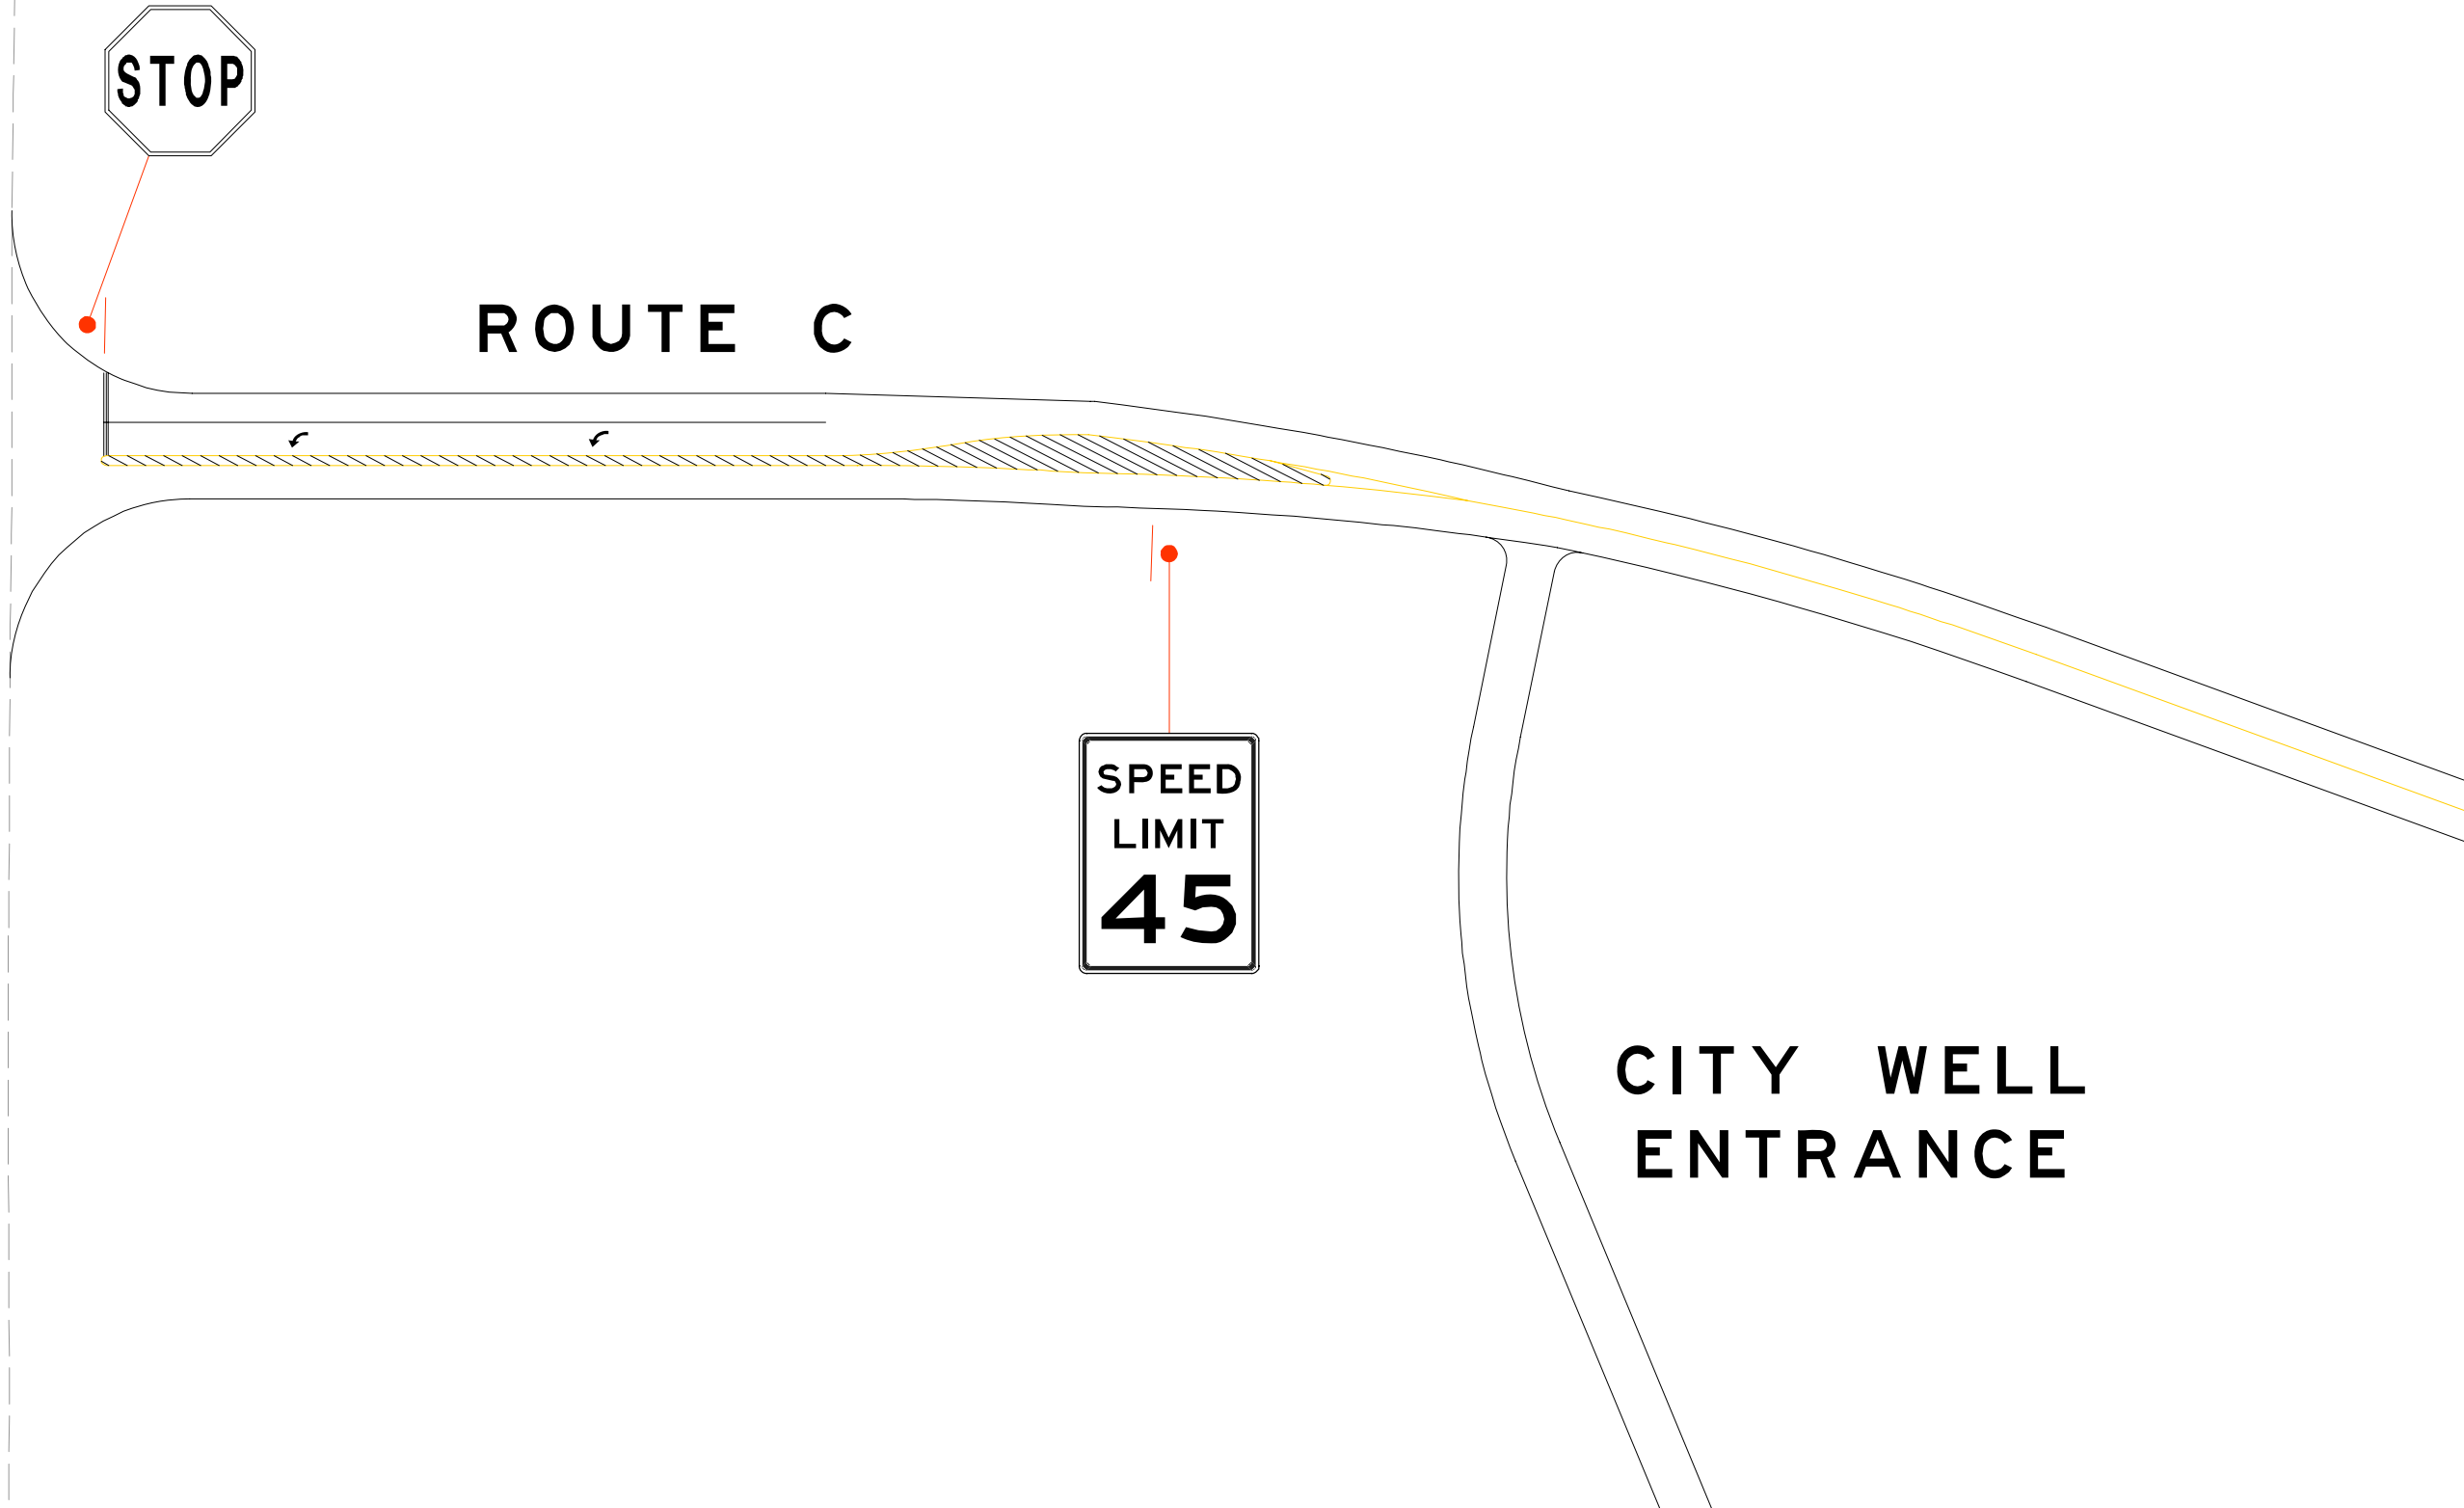 STOP
ROUTE C
SPEED
LIMIT
45
CITY WELL
ENTRANCE